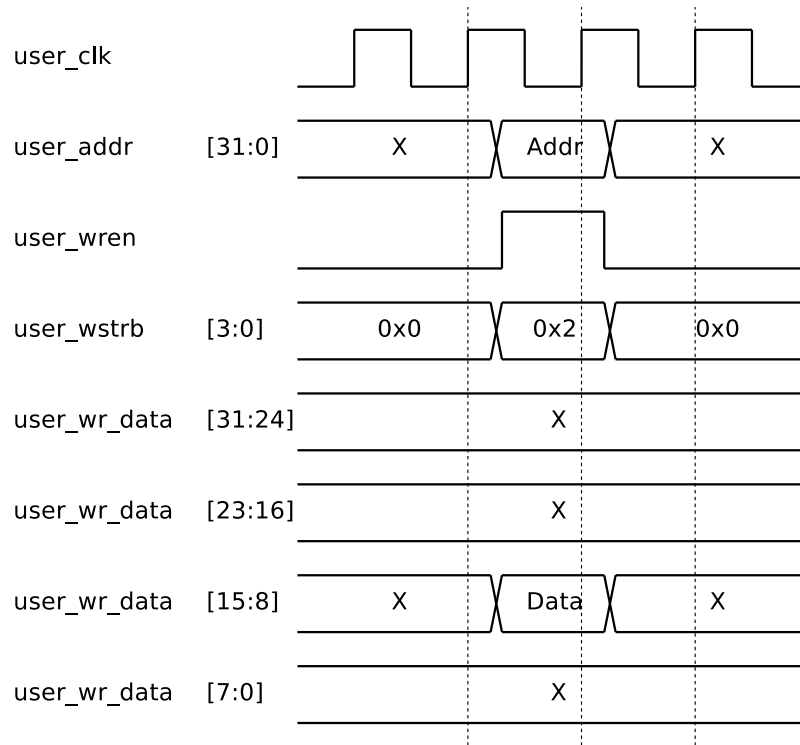 user_clk
user_addr [31:0] X Addr X
user_wren
user_wstrb [3:0] 0x0 0x2 0x0
user_wr_data [31:24] X
user_wr_data [23:16] X
user_wr_data [15:8] X Data X
user_wr_data [7:0] X